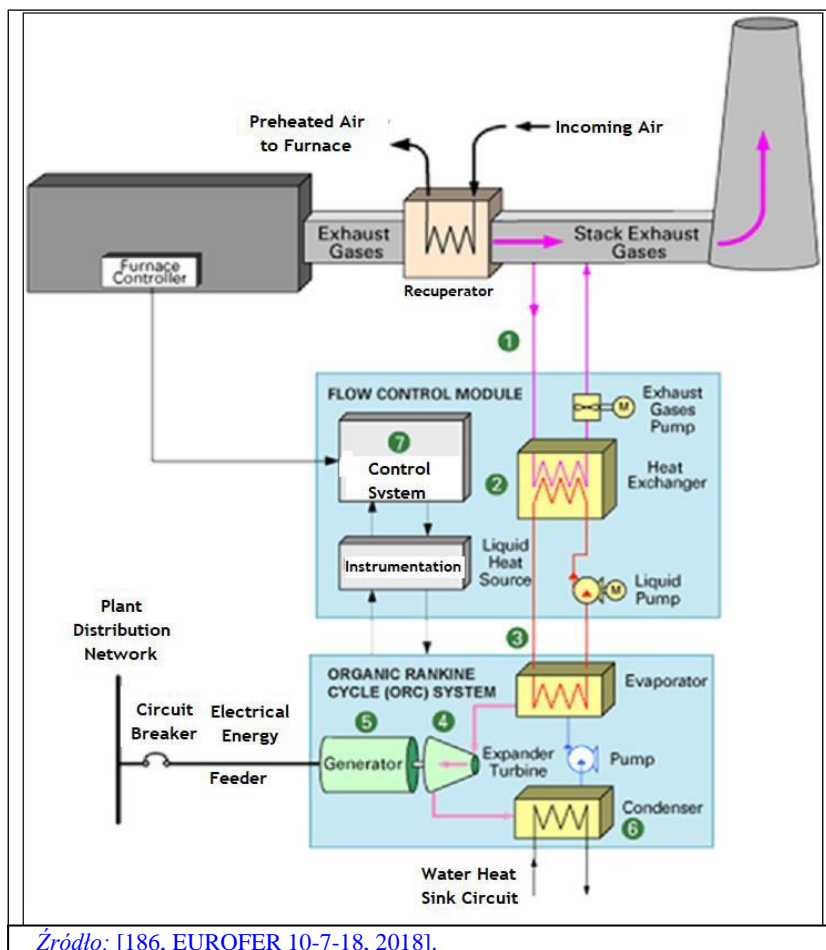 Preheated Air
to Furnace
Incoming Air
Furnace
Controller
Exhaust
Gases
Recuperator
Stack Exhaust
Gases
1
FLOW CONTROL MODULE
Exhaust
Gases
Pump
M
7
Control
System
2
Heat
Exchanger
Instrumentation
Liquid
Heat
Source
M
Liquid
Pump
Plant
Distribution
Network
3
ORGANIC RANKINE
CYCLE (ORC) SYSTEM
Evaporator
Circuit
Breaker
Electrical
Energy
Feeder
5
4
Generator
Expander
Turbine
Pump
Condenser
6
Water Heat
Sink Circuit
Źródło: [186, EUROFER 10-7-18, 2018].